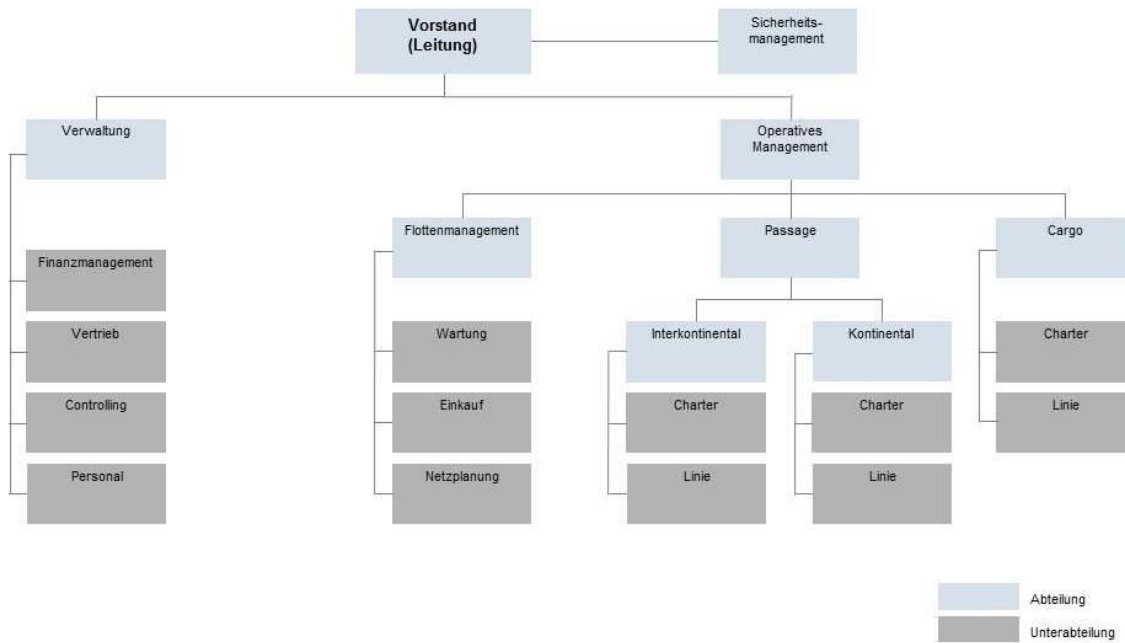 Vorstand
(Leitung)
Sicherheits-
management
Verwaltung
Operatives
Management
Flottenmanagement
Passage
Cargo
Finanzmanagement
Vertrieb
Wartung
Interkontinental
Kontinental
Charter
Controlling
Einkauf
Charter
Charter
Linie
Personal
Netzplanung
Linie
Linie
Abteilung
Unterabteilung